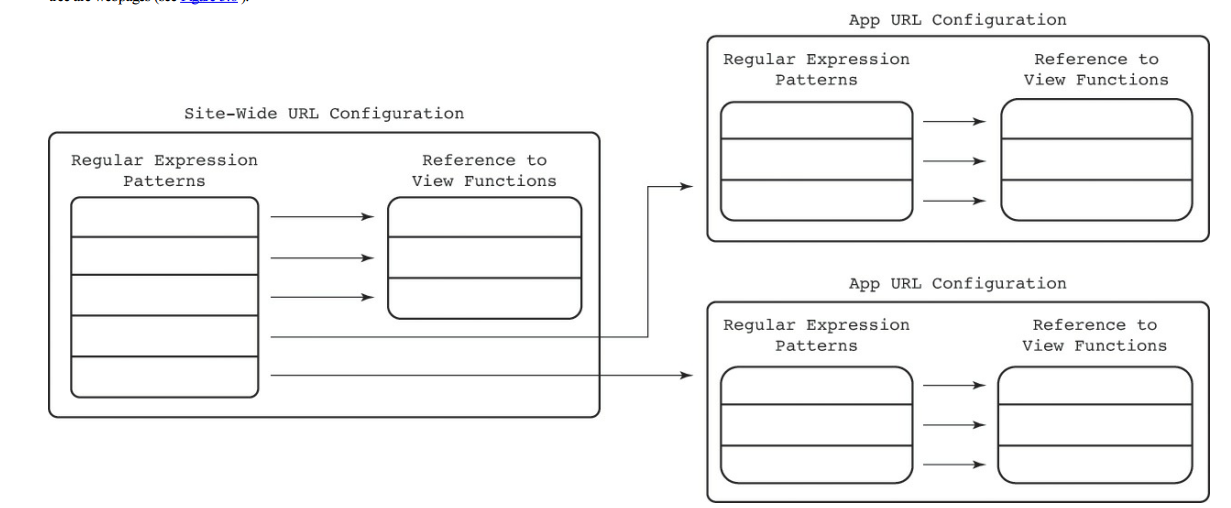 App URL Configuration
Regular Expression
Patterns
Reference to
View Functions
Site-Wide URL Configuration
Regular Expression
Patterns
Reference to
View Functions
App URL Configuration
Regular Expression
Patterns
Reference to
View Functions